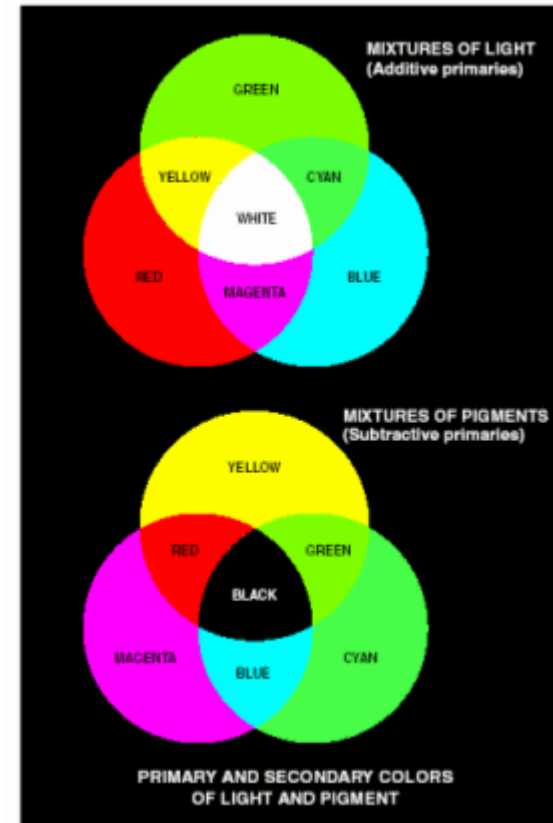 MIXTURES OF LIGHT
(Additive primaries)
GREEN
YELLOW
CYAN
WHITE
RED
BLUE
MAGENTA
MIXTURES OF PIGMENTS
(Subtractive primaries)
YELLOW
RED
GREEN
BLACK
MAGENTA
CYAN
BLUE
PRIMARY AND SECONDARY COLORS
OF LIGHT AND PIGMENT